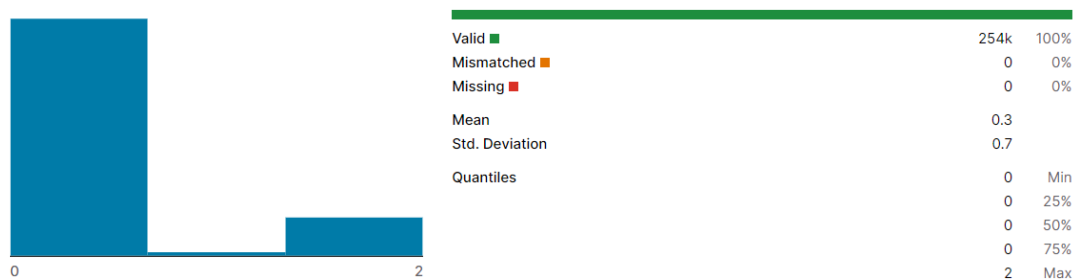 Valid 254k 100%
Mismatched 0 0%
Missing 0 0%
Mean 0.3
Std. Deviation 0.7
Quantiles 0 Min
0 25%
0 50%
0 75%
2 Max
0 2